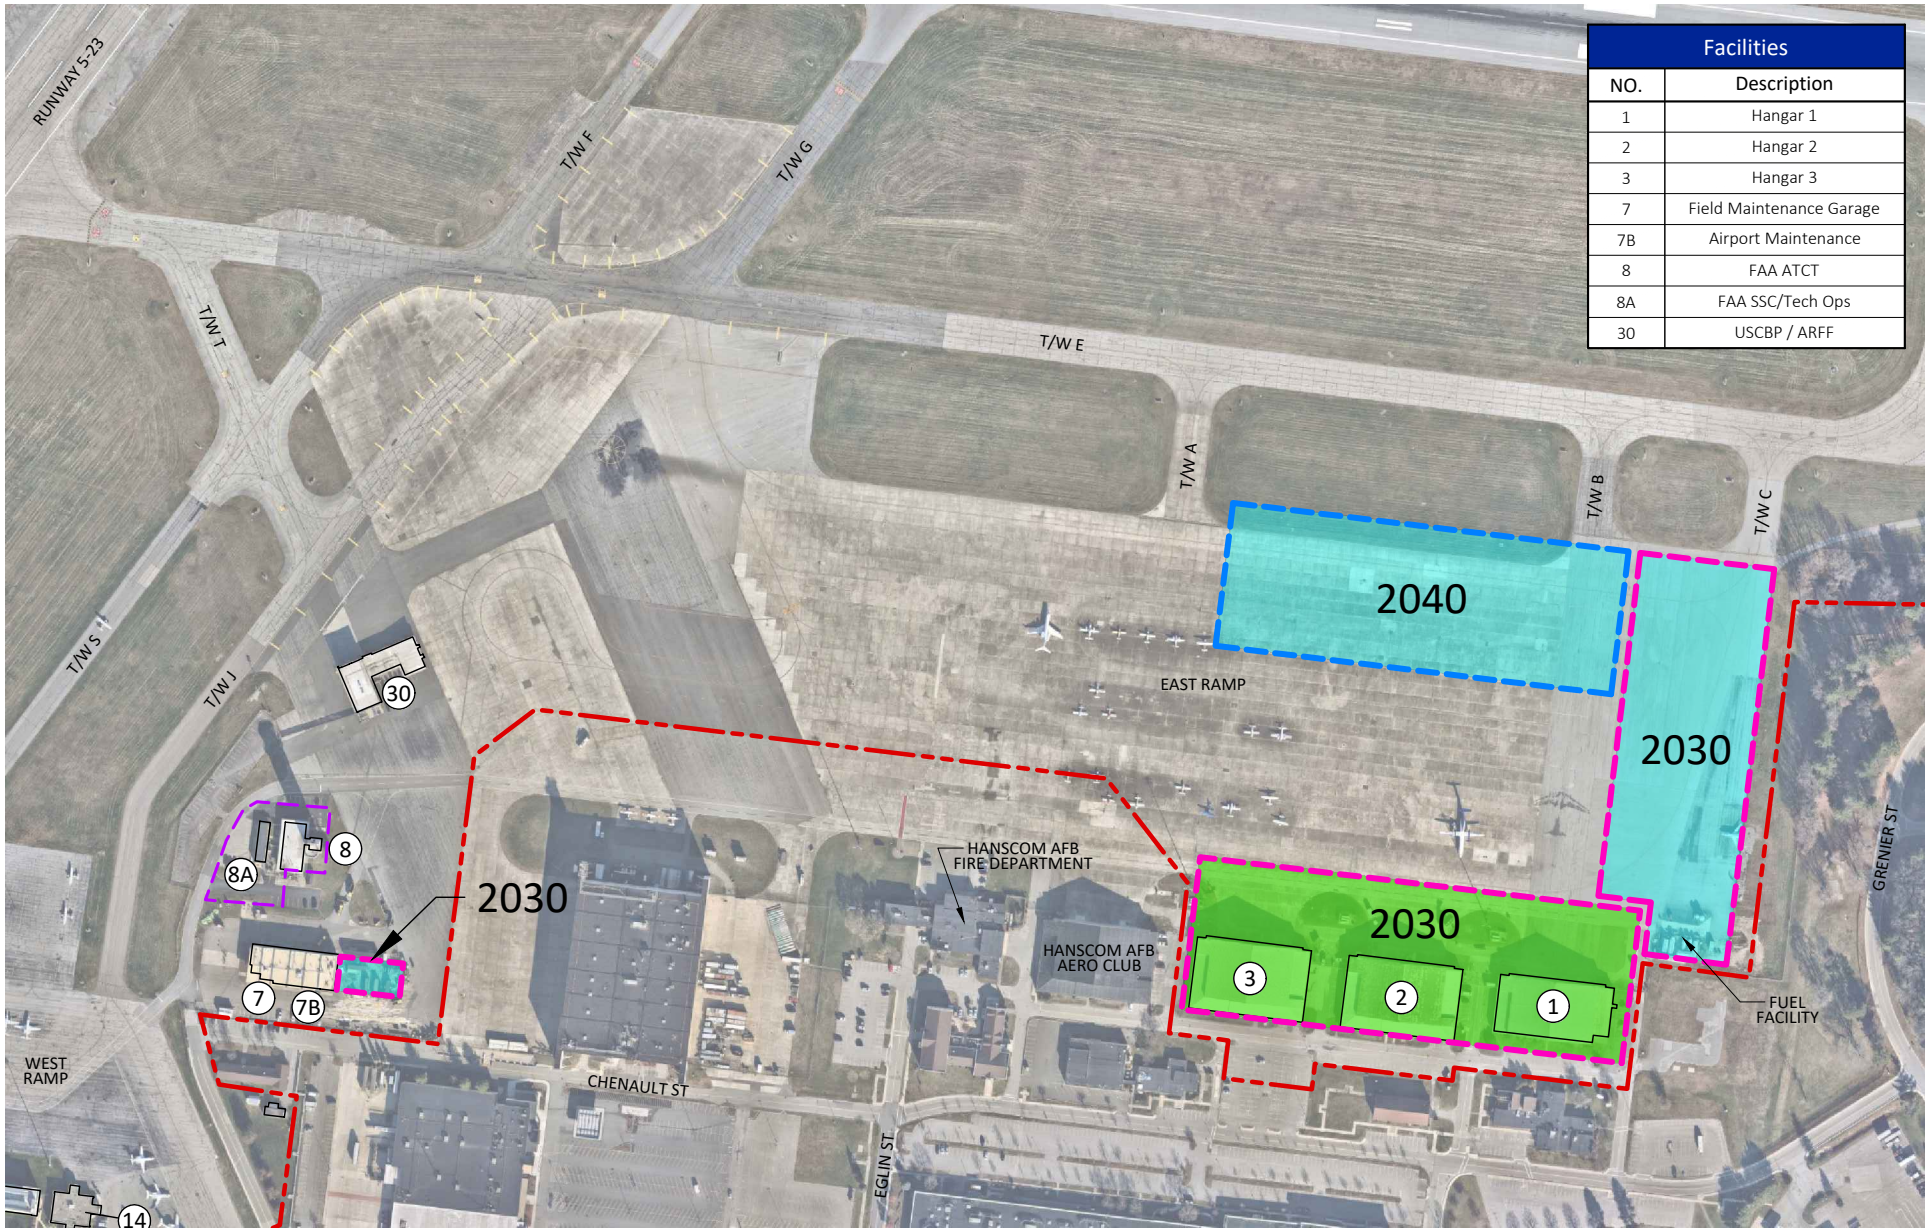 RUNWAY 5-23
T/W F
T/W G
Facilities
NO. Description
1 Hangar 1
2 Hangar 2
3 Hangar 3
7 Field Maintenance Garage
7B Airport Maintenance
8 FAA ATCT
8A FAA SSC/Tech Ops
30 USCBP / ARFF
T/W T
T/W E
T/W A
T/W B
T/W C
2040
T/W S
T/W J
30
EAST RAMP
2030
8
8A
HANSCOM AFB
FIRE DEPARTMENT
GRENIER ST
2030
2030
HANSCOM AFB
AERO CLUB
3
2
1
7
7B
FUEL
FACILITY
WEST
RAMP
CHENAULT ST
EGLIN ST
14